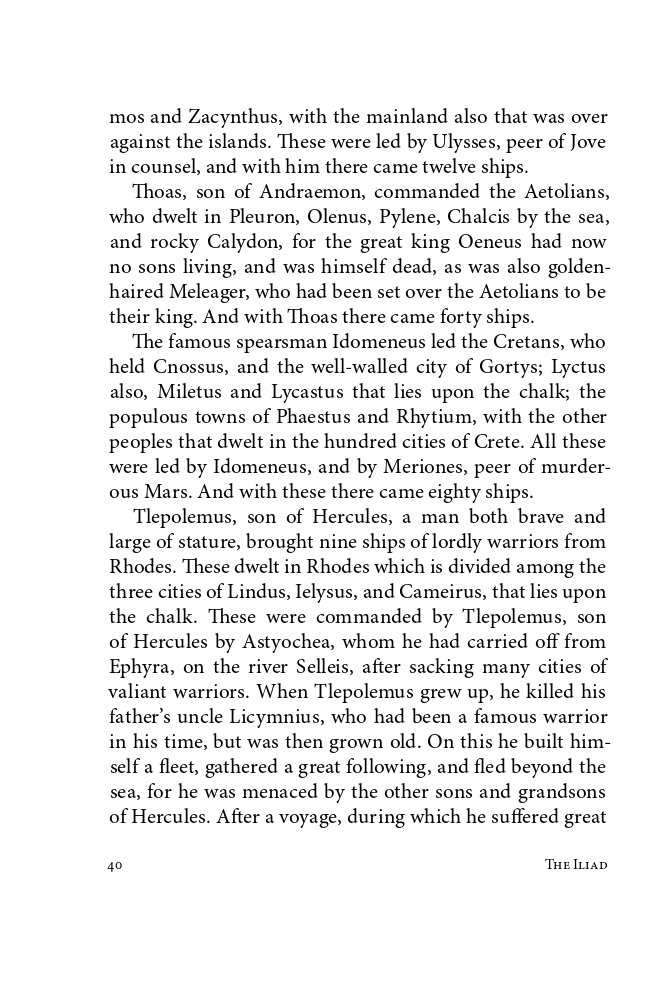 mos and Zacynthus, with the mainland also that was over
against the islands. These were led by Ulysses, peer of Jove
in counsel, and with him there came twelve ships.
Thoas, son of Andraemon, commanded the Aetolians,
who dwelt in Pleuron, Olenus, Pylene, Chalcis by the sea,
and rocky Calydon, for the great king Oeneus had now
no sons living, and was himself dead, as was also golden-
haired Meleager, who had been set over the Aetolians to be
their king. And with Thoas there came forty ships.
The famous spearsman Idomeneus led the Cretans, who
held Cnossus, and the well-walled city of Gortys; Lyctus
also, Miletus and Lycastus that lies upon the chalk; the
populous towns of Phaestus and Rhytium, with the other
peoples that dwelt in the hundred cities of Crete. All these
were led by Idomeneus, and by Meriones, peer of murder-
ous Mars. And with these there came eighty ships.
Tlepolemus, son of Hercules, a man both brave and
large of stature, brought nine ships of lordly warriors from
Rhodes. These dwelt in Rhodes which is divided among the
three cities of Lindus, Ielysus, and Cameirus, that lies upon
the chalk. These were commanded by Tlepolemus, son
of Hercules by Astyochea, whom he had carried off from
Ephyra, on the river Selleis, after sacking many cities of
valiant warriors. When Tlepolemus grew up, he killed his
father’s uncle Licymnius, who had been a famous warrior
in his time, but was then grown old. On this he built him-
self a fleet, gathered a great following, and fled beyond the
sea, for he was menaced by the other sons and grandsons
of Hercules. After a voyage, during which he suffered great
40 The Iliad